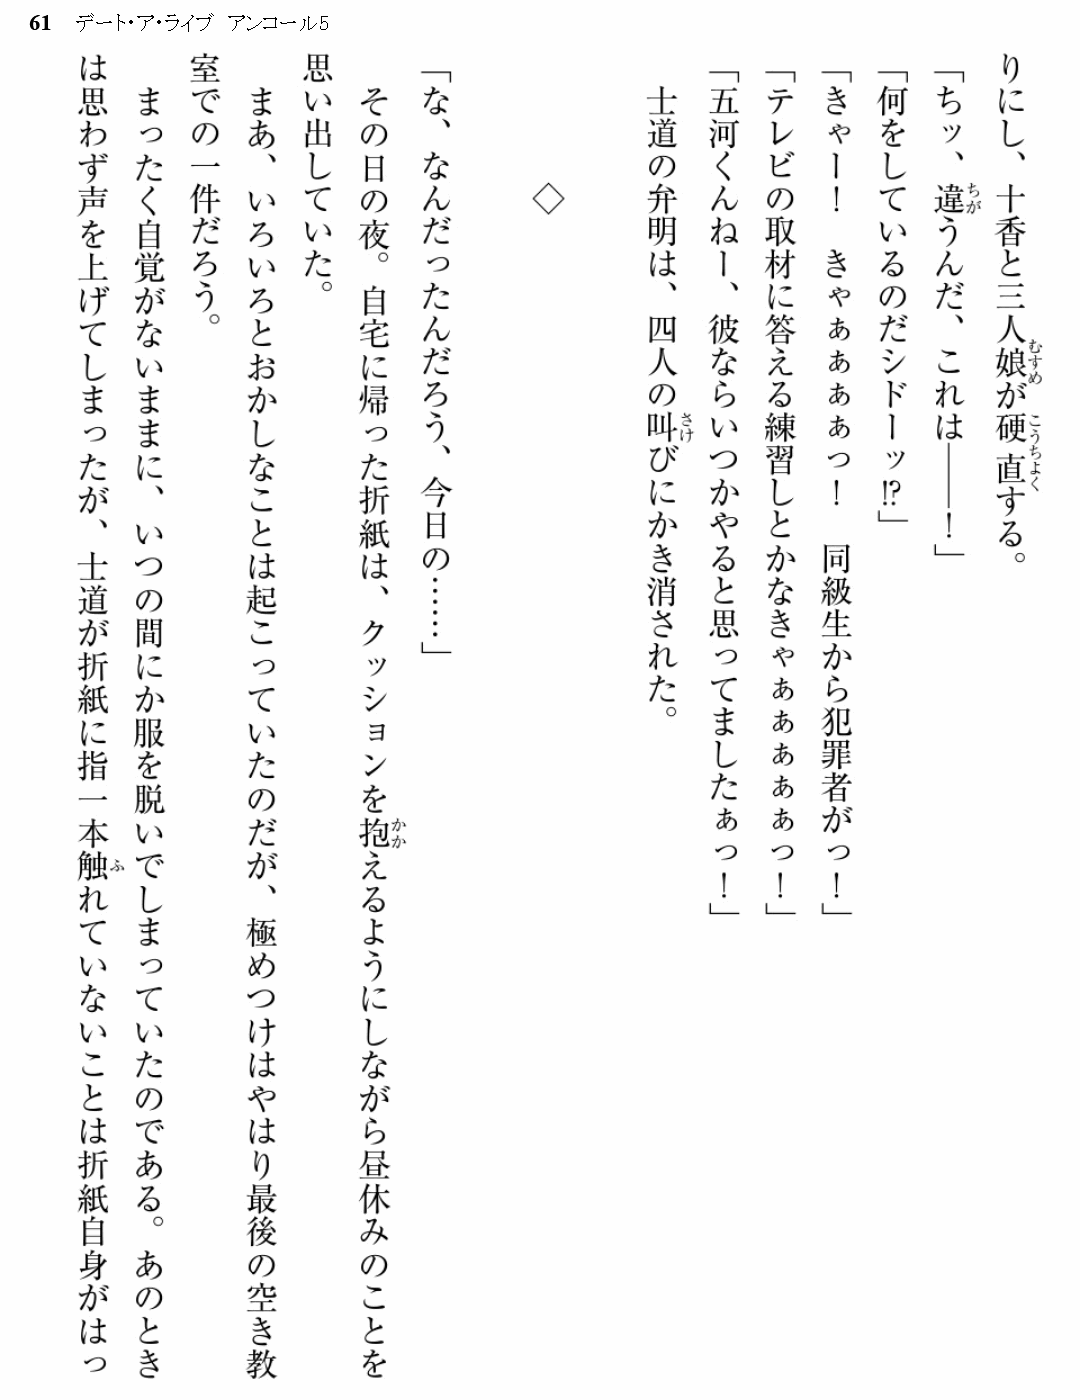 61 デート・ア・ライブ アンコール5
りにし、十香と三人娘が硬直する。
「ちッ、違うんだ、これは――！」
「何をしているのだシドーッ!?」
「きゃー！　きゃぁぁぁぁっ！　同級生から犯罪者がっ！」
「テレビの取材に答える練習しとかなきゃぁぁぁぁぁっ！」
「五河くんねー、彼ならいつかやると思ってましたぁっ！」
　士道の弁明は、四人の叫びにかき消された。
◇
「な、なんだったんだろう、今日の……」
　その日の夜。自宅に帰った折紙は、クッションを抱えるようにしながら昼休みのことを
思い出していた。
　まあ、いろいろとおかしなことは起こっていたのだが、極めつけはやはり最後の空き教
室での一件だろう。
　まったく自覚がないままに、いつの間にか服を脱いでしまっていたのである。あのとき
は思わず声を上げてしまったが、士道が折紙に指一本触れていないことは折紙自身がはっ